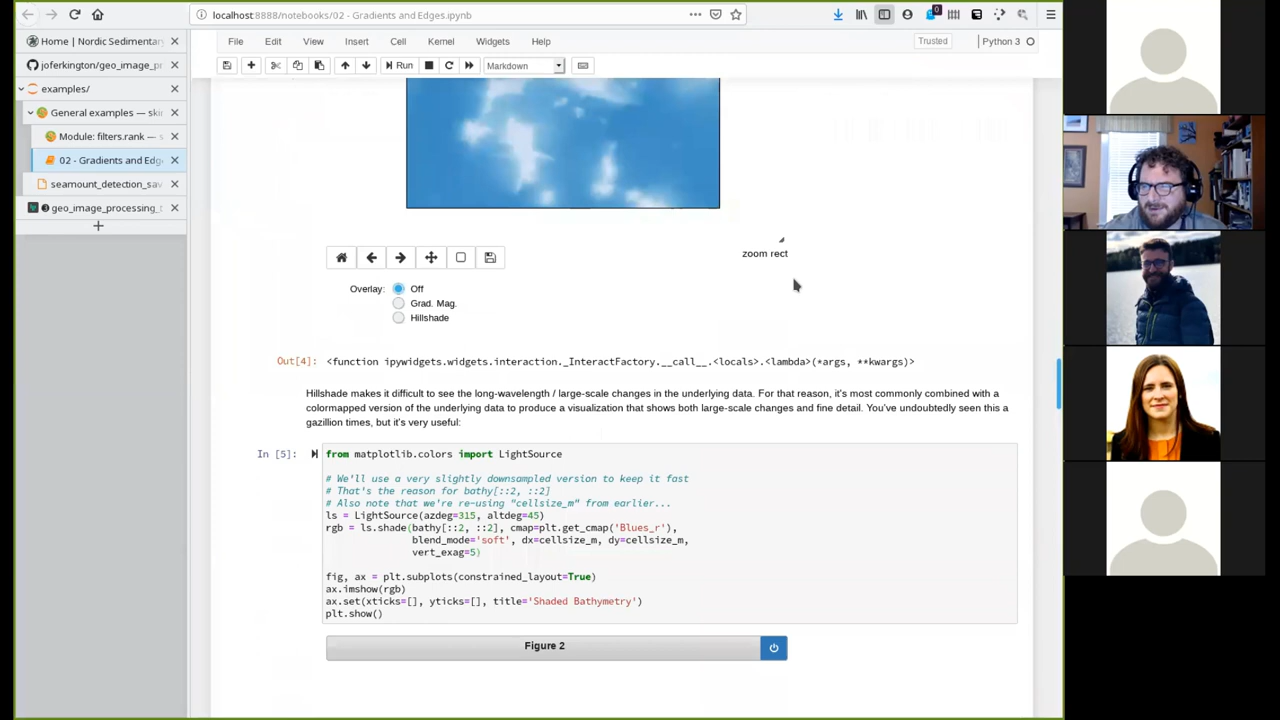 localhost:8888/notebooks/02 - Gradients and Edges.ipynb
Home | Nordic Sedimentary
joferkington/geo_image_pr
examples/
General examples — skim
Module: filters.rank — s
02 - Gradients and Edge
seamount_detection_sav
geo_image_processing_
File Edit View Insert Cell Kernel Widgets Help
Trusted
Python 3
Run
Markdown
zoom rect
Overlay:
Off
Grad. Mag.
Hillshade
Out[4]: <function ipywidgets.widgets.interaction._InteractFactory.__call__.<locals>.<lambda>(*args, **kwargs)>
Hillshade makes it difficult to see the long-wavelength / large-scale changes in the underlying data. For that reason, it's most commonly combined with a
colormapped version of the underlying data to produce a visualization that shows both large-scale changes and fine detail. You've undoubtedly seen this a
gazillion times, but it's very useful:
In [5]:
from matplotlib.colors import LightSource
# We'll use a very slightly downsampled version to keep it fast
# That's the reason for bathy[::2, ::2]
# Also note that we're re-using "cellsize_m" from earlier...
ls = LightSource(azdeg=315, altdeg=45)
rgb = ls.shade(bathy[::2, ::2], cmap=plt.get_cmap('Blues_r'),
blend_mode='soft', dx=cellsize_m, dy=cellsize_m,
vert_exag=5)
fig, ax = plt.subplots(constrained_layout=True)
ax.imshow(rgb)
ax.set(xticks=[], yticks=[], title='Shaded Bathymetry')
plt.show()
Figure 2